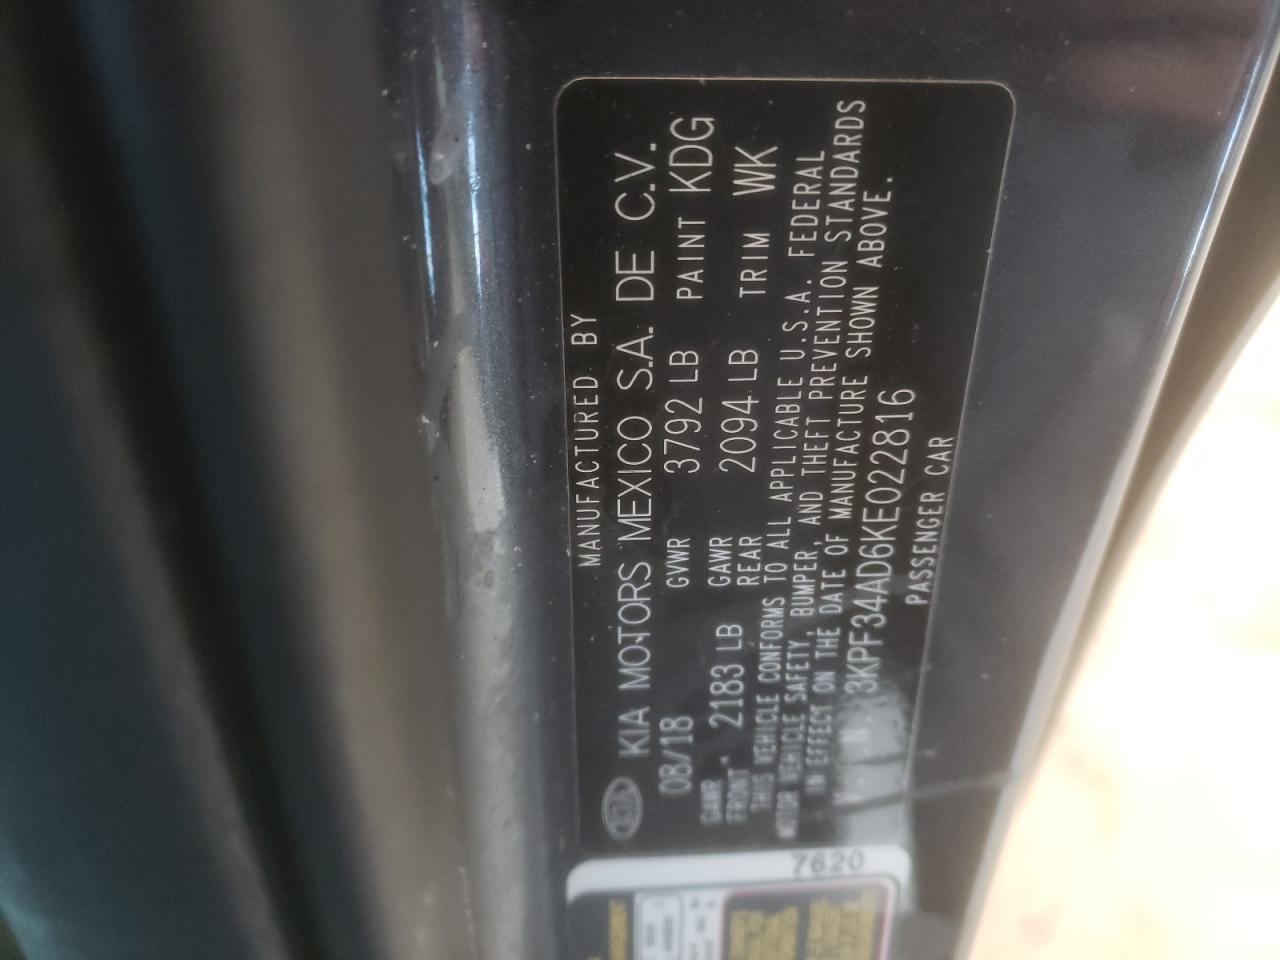 MANUFACTURED BY
KIA KIA MOTORS MEXICO S.A. DE C.V.
08/18 GVWR 3792 LB PAINT KDG
GAWR FRONT 2183 LB GAWR REAR 2094 LB TRIM WK
THIS VEHICLE CONFORMS TO ALL APPLICABLE U.S.A. FEDERAL
MOTOR VEHICLE SAFETY, BUMPER, AND THEFT PREVENTION STANDARDS
IN EFFECT ON THE DATE OF MANUFACTURE SHOWN ABOVE.
3KPF34AD6KE022816
PASSENGER CAR
7620